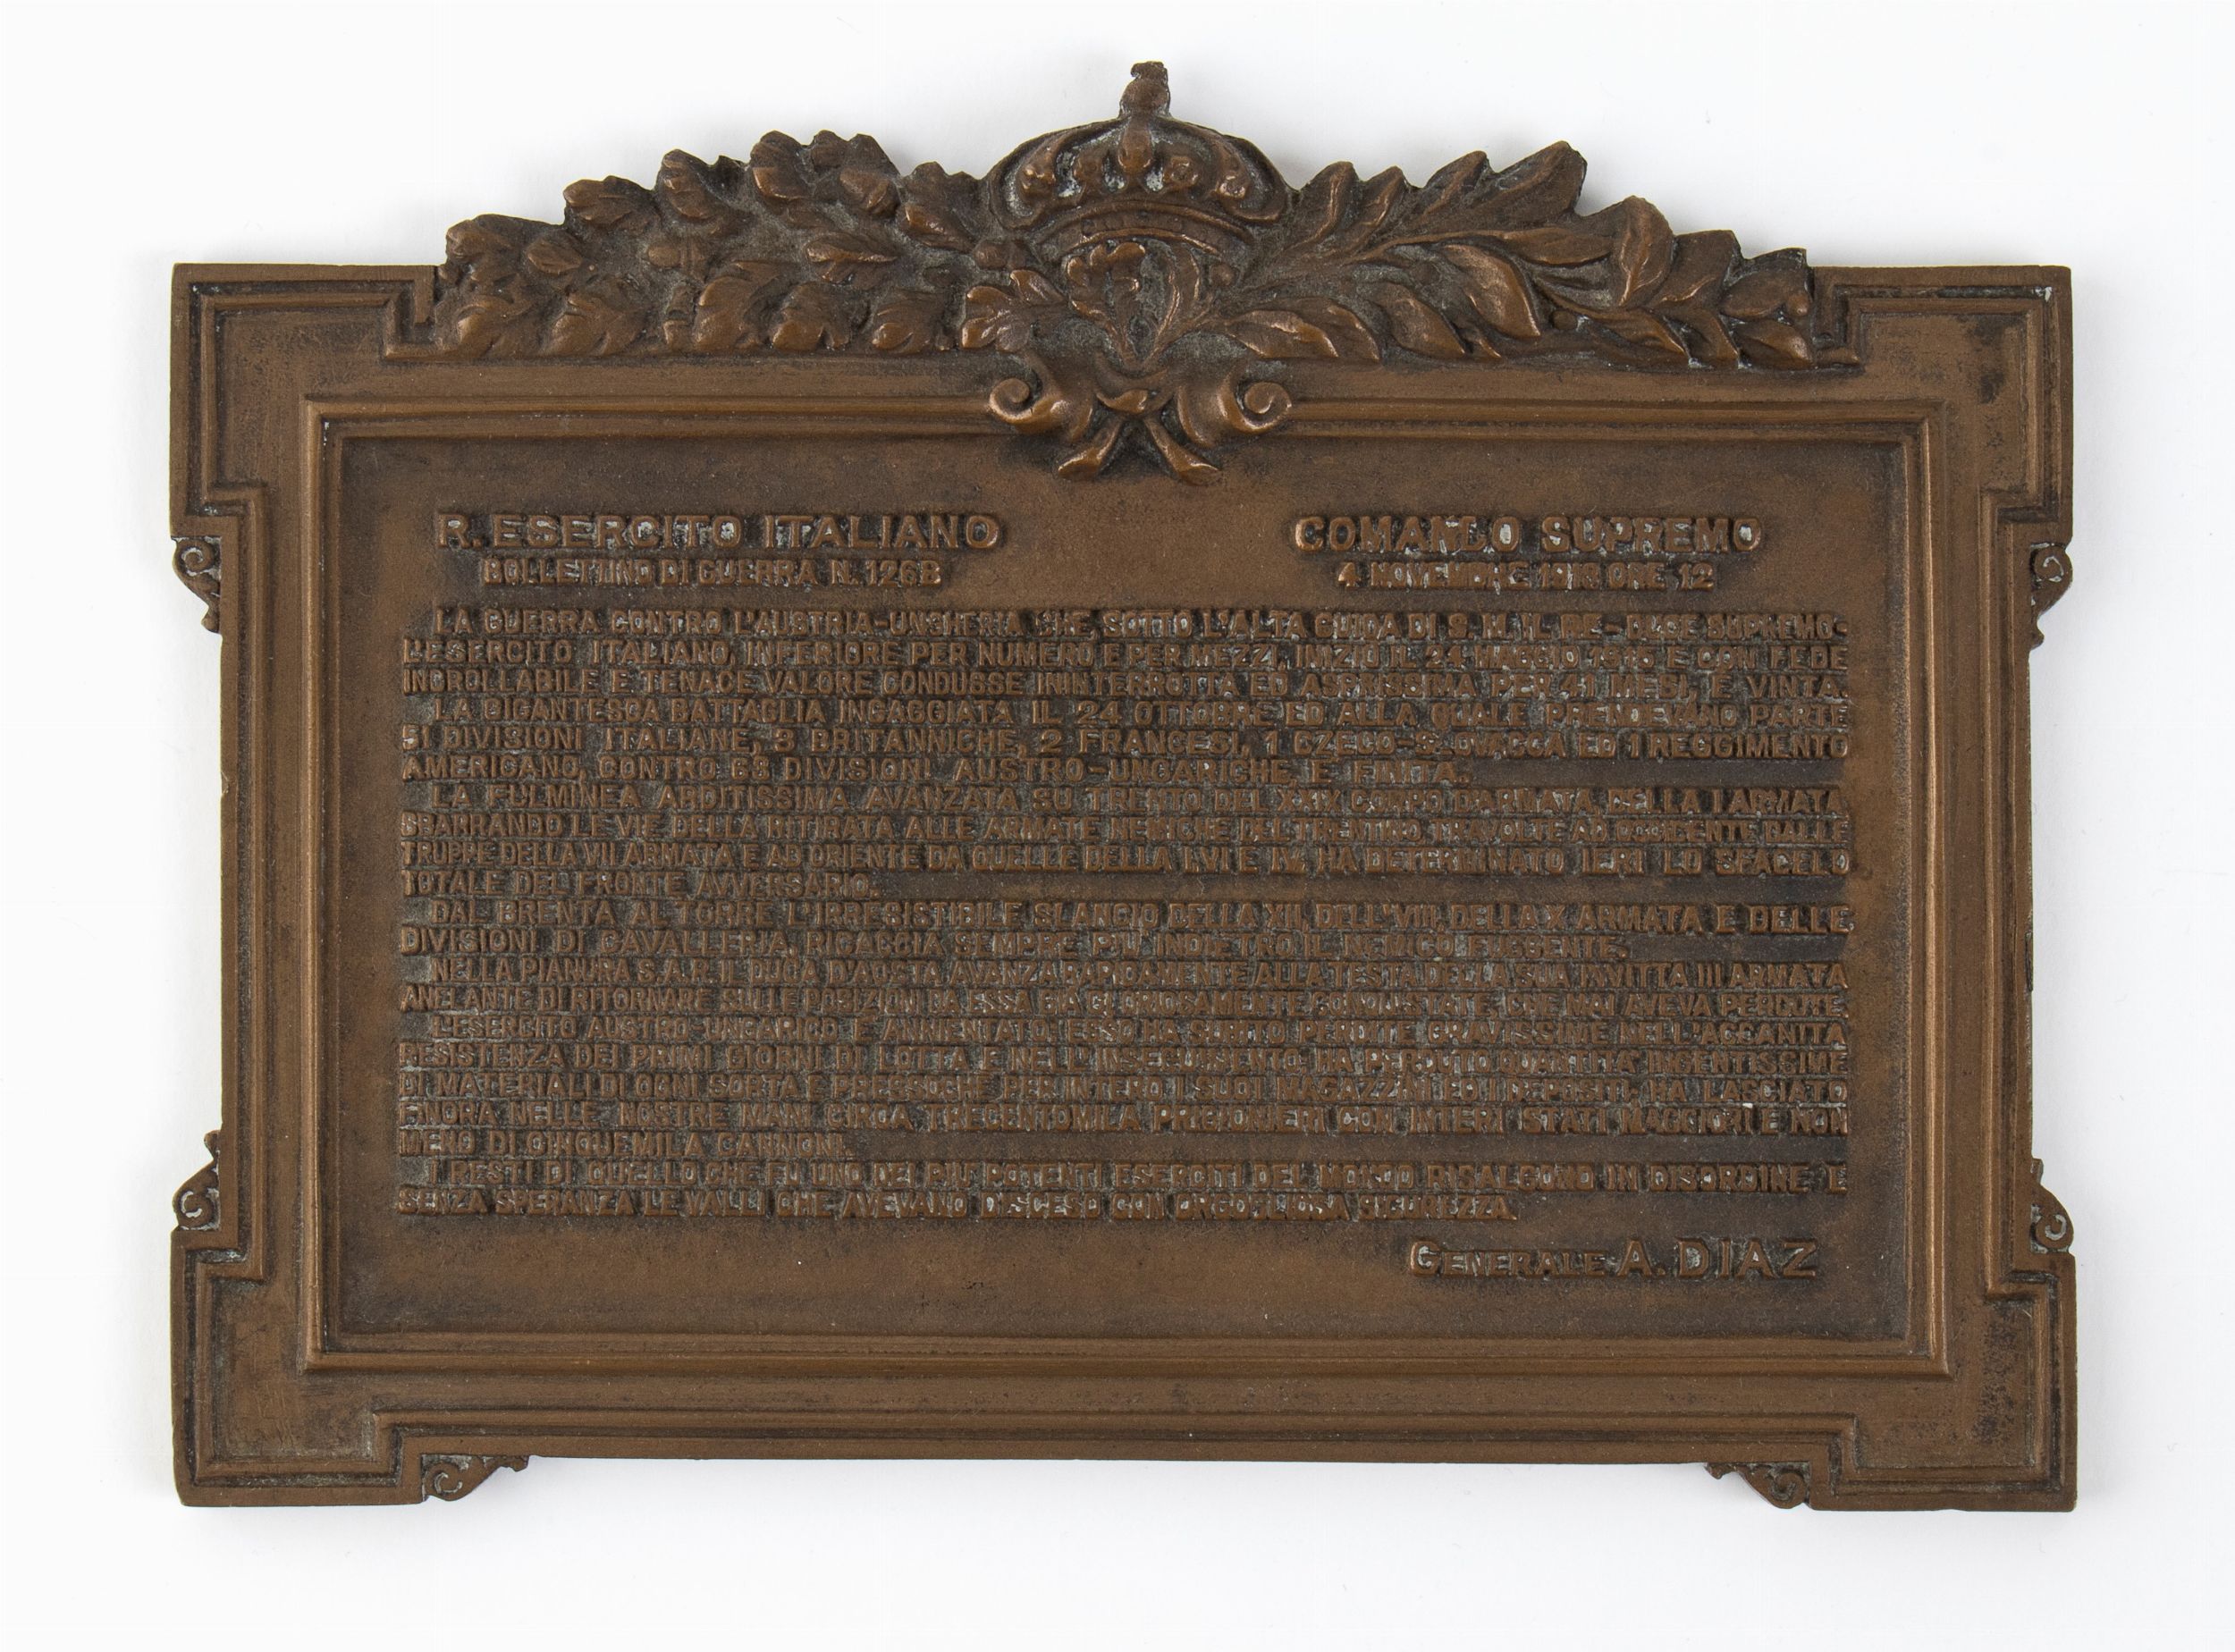 R. ESERCITO ITALIANO
COMANDO SUPREMO
BOLLETTINO DI GUERRA N. 1268
4 NOVEMBRE 1918 ORE 12
LA GUERRA CONTRO L'AUSTRIA-UNGHERIA CHE, SOTTO L'ALTA GUIDA DI S. M. IL RE - DUCE SUPREMO-
L'ESERCITO ITALIANO, INFERIORE PER NUMERO E PER MEZZI, INIZIÒ IL 24 MAGGIO 1915 E CON FEDE
INCROLLABILE E TENACE VALORE CONDUSSE ININTERROTTA ED ASPRISSIMA PER 41 MESI, È VINTA.
LA GIGANTESCA BATTAGLIA INGAGGIATA IL 24 OTTOBRE ED ALLA QUALE PRENDEVANO PARTE
51 DIVISIONI ITALIANE, 3 BRITANNICHE, 2 FRANCESI, 1 CZECO-SLOVACCA ED 1 REGGIMENTO
AMERICANO, CONTRO 63 DIVISIONI AUSTRO-UNGARICHE, È FINITA.
LA FULMINEA ARDITISSIMA AVANZATA SU TRENTO DEL XXIX CORPO D'ARMATA DELLA I ARMATA
SBARRANDO LE VIE DELLA RITIRATA ALLE ARMATE NEMICHE DEL TRENTINO, TRAVOLTE AD OCCIDENTE DALLE
TRUPPE DELLA VII ARMATA E AD ORIENTE DA QUELLE DELLA I, VI E IV, HA DETERMINATO IERI LO SFACELO
TOTALE DEL FRONTE AVVERSARIO.
DAL BRENTA AL TORRE L'IRRESISTIBILE SLANCIO DELLA XII, DELL'VIII, DELLA X ARMATA E DELLE
DIVISIONI DI CAVALLERIA, RICACCIA SEMPRE PIÙ INDIETRO IL NEMICO FUGGENTE.
NELLA PIANURA S.A.R. IL DUCA D'AOSTA AVANZA RAPIDAMENTE ALLA TESTA DELLA SUA INVITTA III ARMATA
ANELANTE DI RITORNARE SULLE POSIZIONI DA ESSA GIÀ GLORIOSAMENTE CONQUISTATE CHE MAI AVEVA PERDUTE.
L'ESERCITO AUSTRO-UNGARICO È ANNIENTATO: ESSO HA SUBITO PERDITE GRAVISSIME NELL'ACCANITA
RESISTENZA DEI PRIMI GIORNI DI LOTTA E NELL'INSEGUIMENTO; HA PERDUTO QUANTITÀ INGENTISSIME
DI MATERIALI DI OGNI SORTA E PRESSOCHÈ PER INTERO I SUOI MAGAZZINI ED I DEPOSITI; HA LASCIATO
FINORA NELLE NOSTRE MANI CIRCA TRECENTOMILA PRIGIONIERI CON INTERI STATI MAGGIORI E NON
MENO DI CINQUEMILA CANNONI.
I RESTI DI QUELLO CHE FU UNO DEI PIÙ POTENTI ESERCITI DEL MONDO RISALGONO IN DISORDINE E
SENZA SPERANZA LE VALLI CHE AVEVANO DISCESO CON ORGOGLIOSA SICUREZZA.
GENERALE A. DIAZ